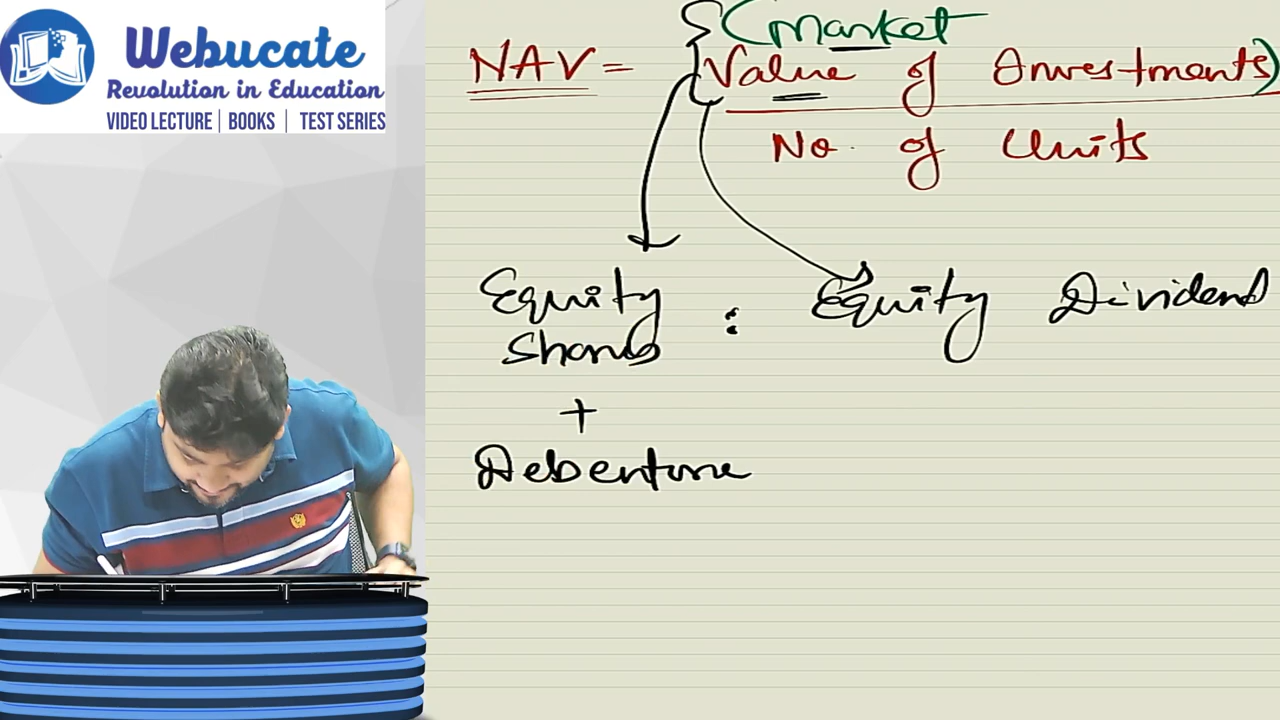 Webucate
Revolution in Education
VIDEO LECTURE | BOOKS | TEST SERIES
(Market
NAV = Value of Investments)
No. of Units
Equity Shares : Equity Dividend
+
Debenture